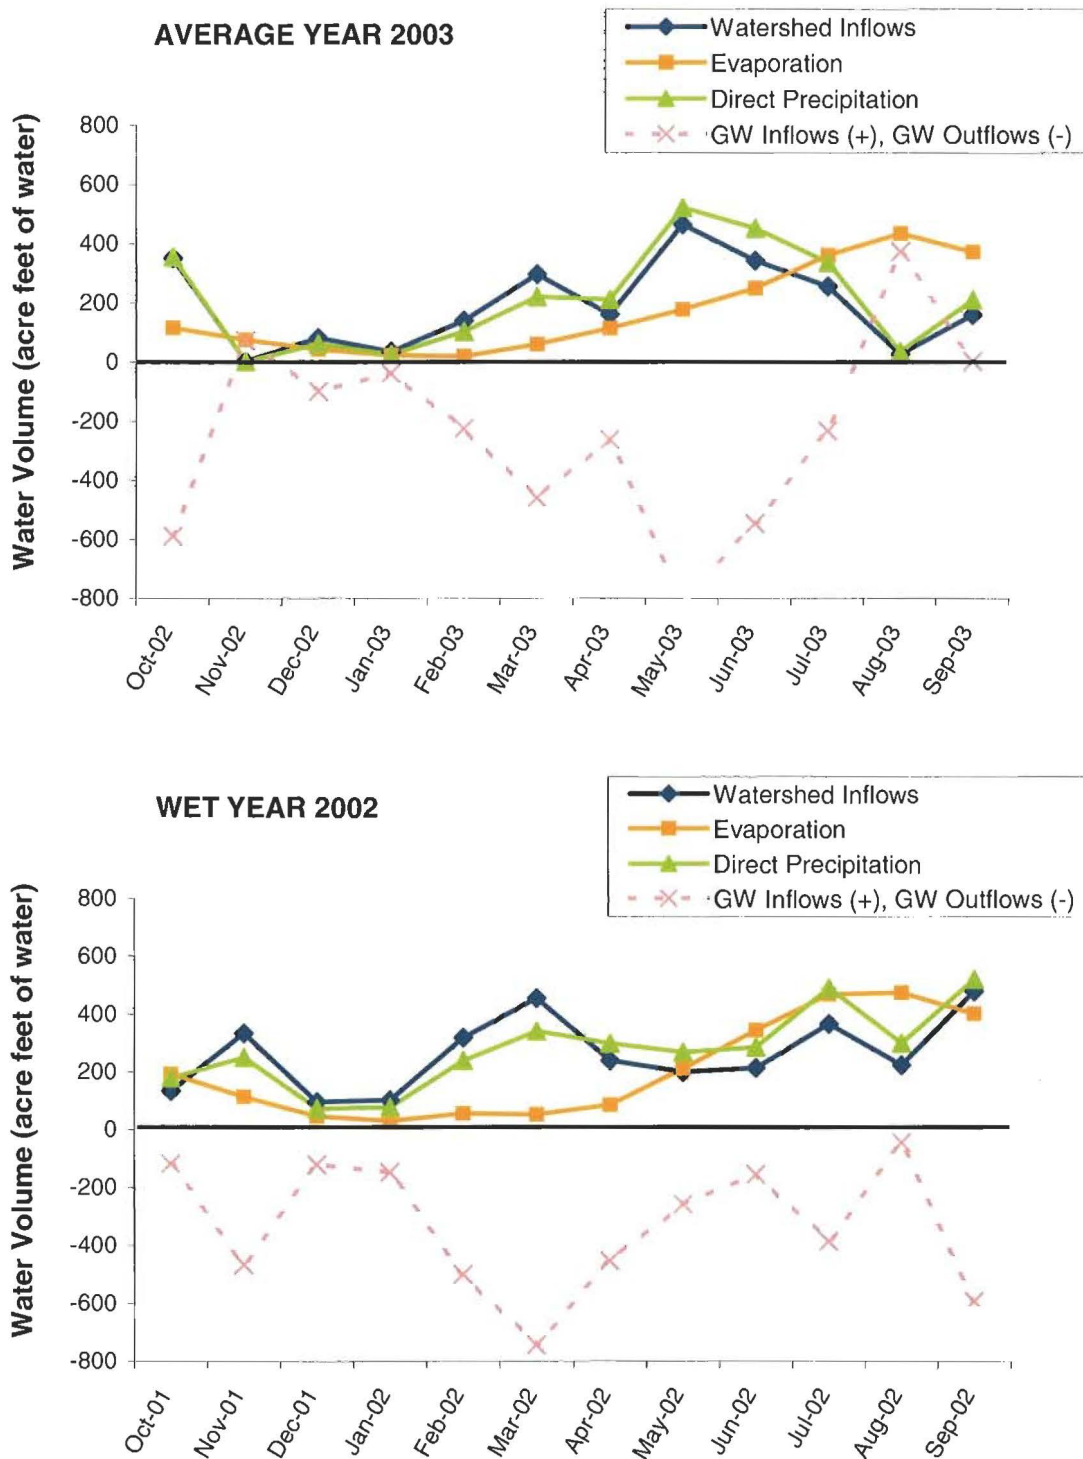 AVERAGE YEAR 2003
Watershed Inflows
Evaporation
Direct Precipitation
GW Inflows (+), GW Outflows (-)
Water Volume (acre feet of water)
800
600
400
200
0
-200
-400
-600
-800
Oct-02
Nov-02
Dec-02
Jan-03
Feb-03
Mar-03
Apr-03
May-03
Jun-03
Jul-03
Aug-03
Sep-03
WET YEAR 2002
Watershed Inflows
Evaporation
Direct Precipitation
GW Inflows (+), GW Outflows (-)
Water Volume (acre feet of water)
800
600
400
200
0
-200
-400
-600
-800
Oct-01
Nov-01
Dec-01
Jan-02
Feb-02
Mar-02
Apr-02
May-02
Jun-02
Jul-02
Aug-02
Sep-02